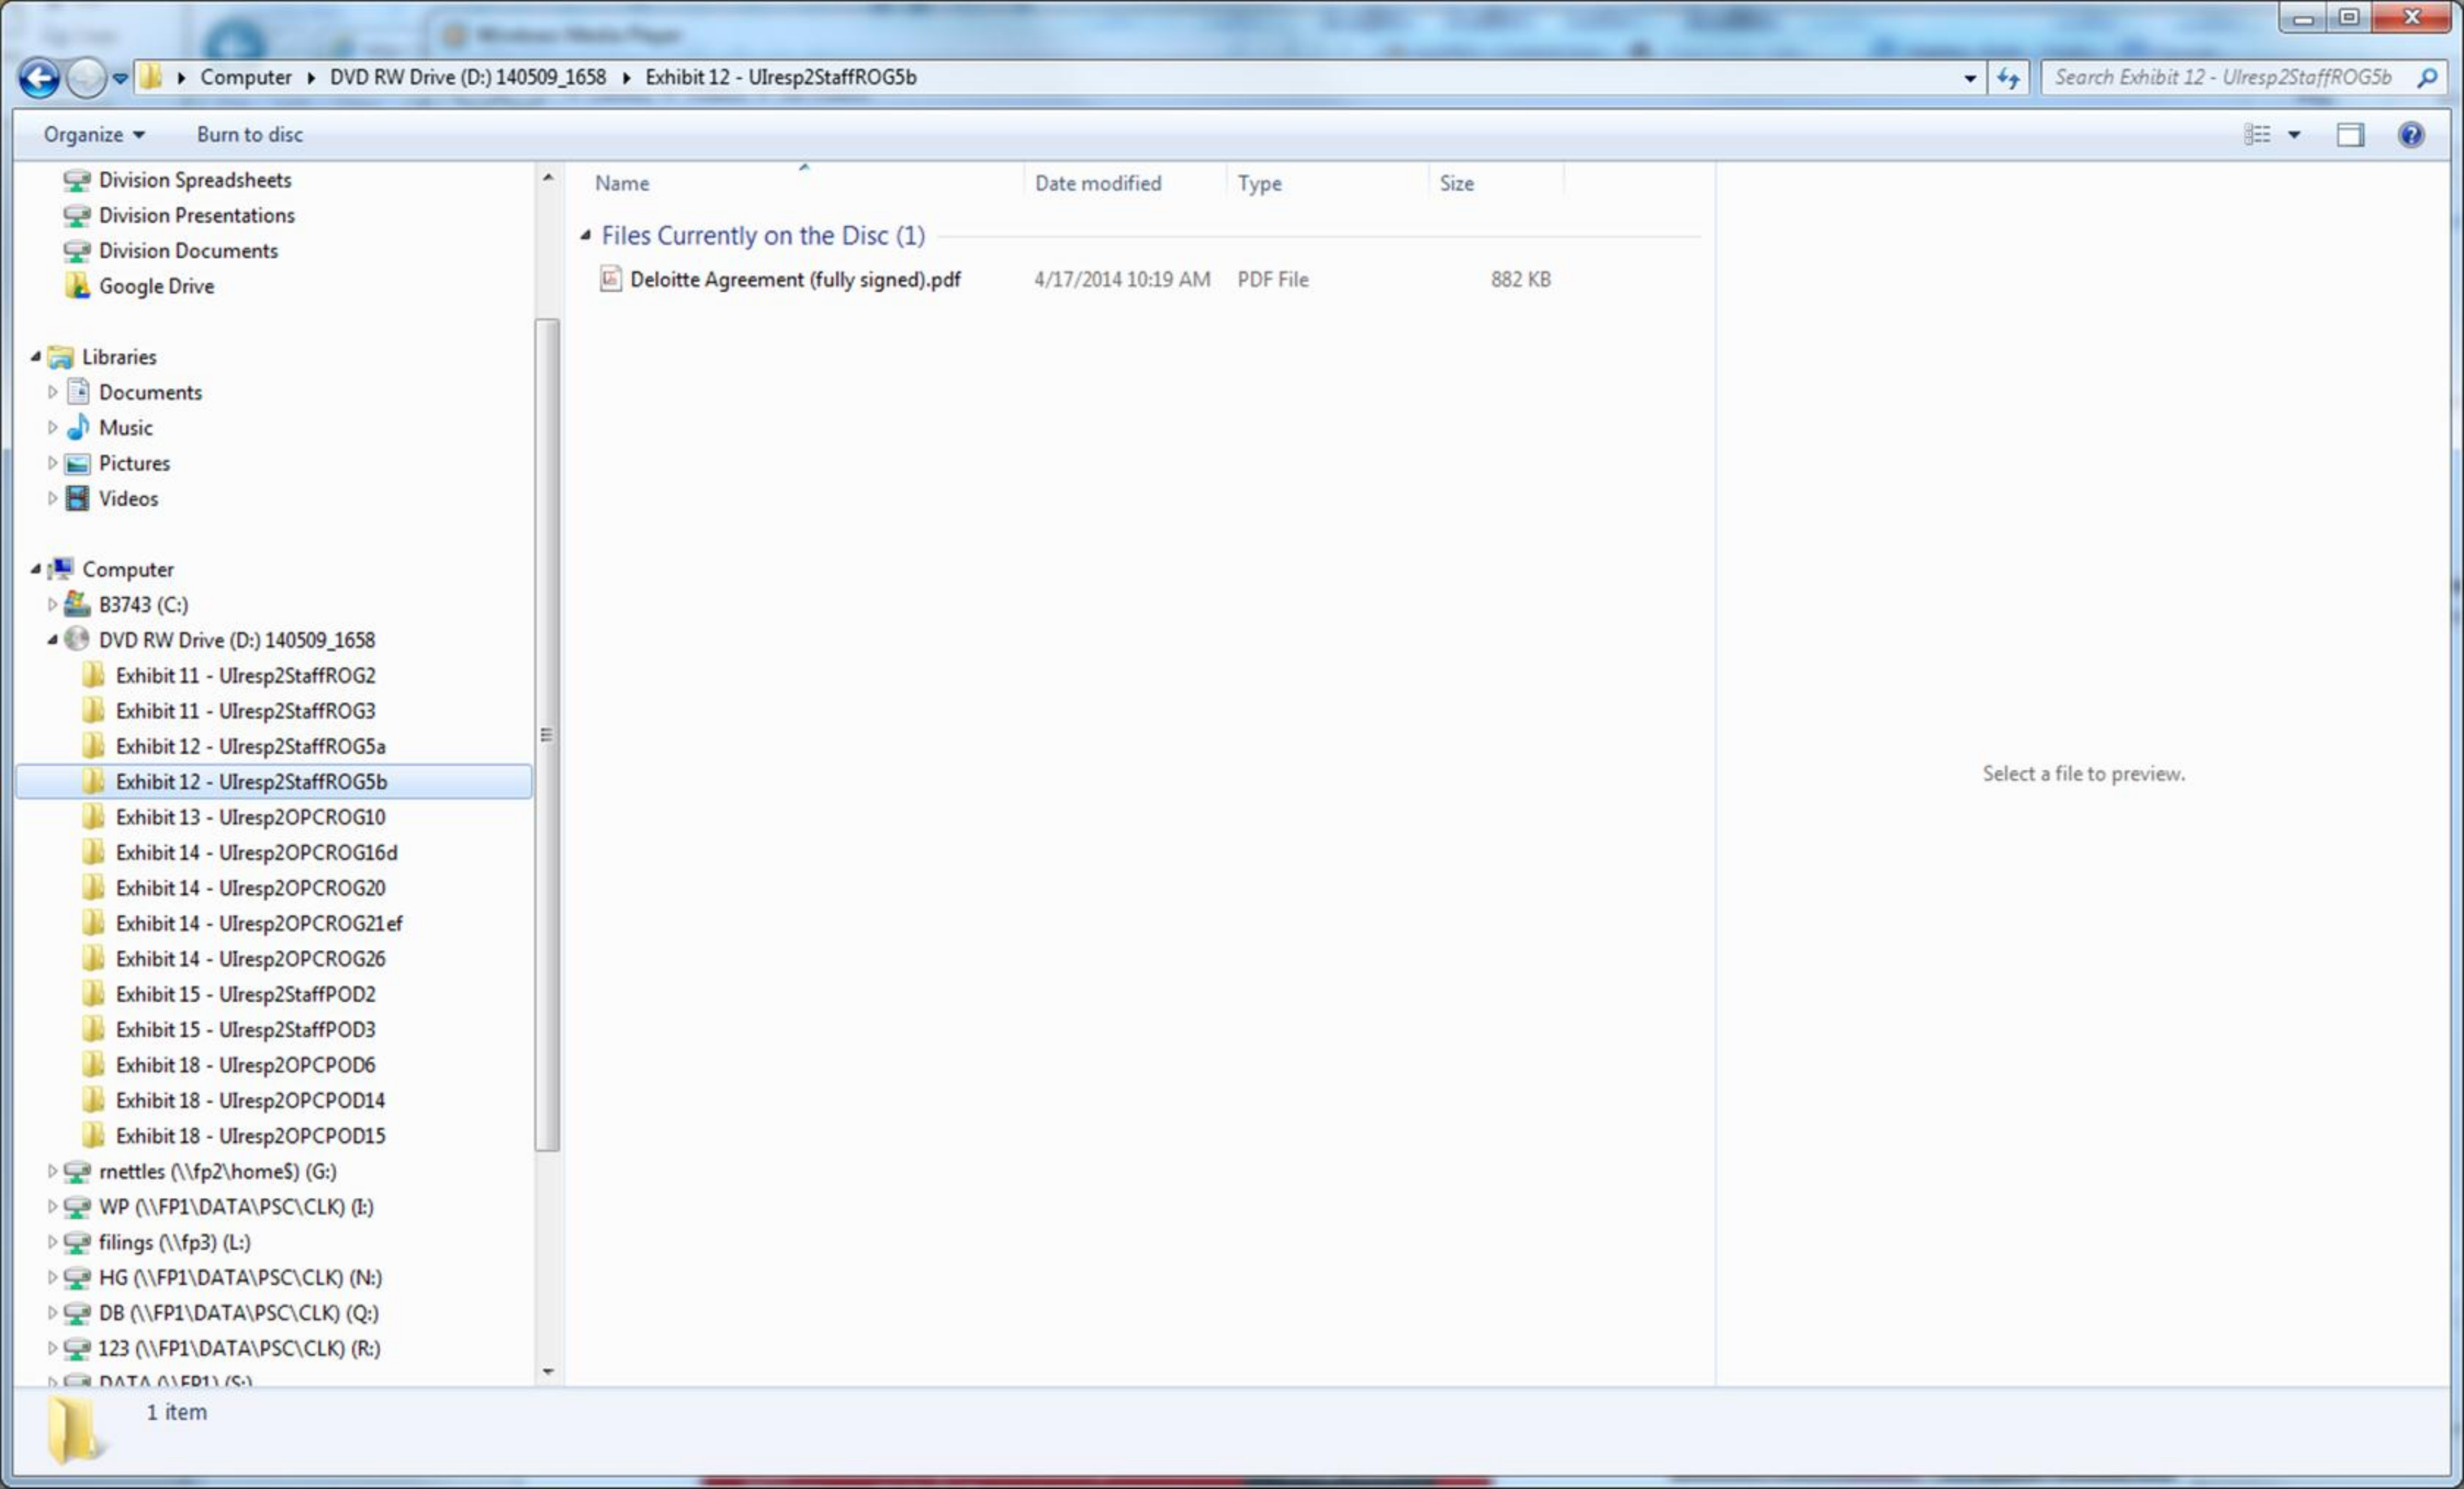 Computer ▸ DVD RW Drive (D:) 140509_1658 ▸ Exhibit 12 - UIresp2StaffROG5b
Search Exhibit 12 - UIresp2StaffROG5b
Organize
Burn to disc
Division Spreadsheets
Division Presentations
Division Documents
Google Drive
Libraries
Documents
Music
Pictures
Videos
Computer
B3743 (C:)
DVD RW Drive (D:) 140509_1658
Exhibit 11 - UIresp2StaffROG2
Exhibit 11 - UIresp2StaffROG3
Exhibit 12 - UIresp2StaffROG5a
Exhibit 12 - UIresp2StaffROG5b
Exhibit 13 - UIresp2OPCROG10
Exhibit 14 - UIresp2OPCROG16d
Exhibit 14 - UIresp2OPCROG20
Exhibit 14 - UIresp2OPCROG21ef
Exhibit 14 - UIresp2OPCROG26
Exhibit 15 - UIresp2StaffPOD2
Exhibit 15 - UIresp2StaffPOD3
Exhibit 18 - UIresp2OPCPOD6
Exhibit 18 - UIresp2OPCPOD14
Exhibit 18 - UIresp2OPCPOD15
rnettles (\\fp2\home$) (G:)
WP (\\FP1\DATA\PSC\CLK) (I:)
filings (\\fp3) (L:)
HG (\\FP1\DATA\PSC\CLK) (N:)
DB (\\FP1\DATA\PSC\CLK) (Q:)
123 (\\FP1\DATA\PSC\CLK) (R:)
DATA (\\FP1) (S:)
Name Date modified Type Size
Files Currently on the Disc (1)
Deloitte Agreement (fully signed).pdf 4/17/2014 10:19 AM PDF File 882 KB
Select a file to preview.
1 item